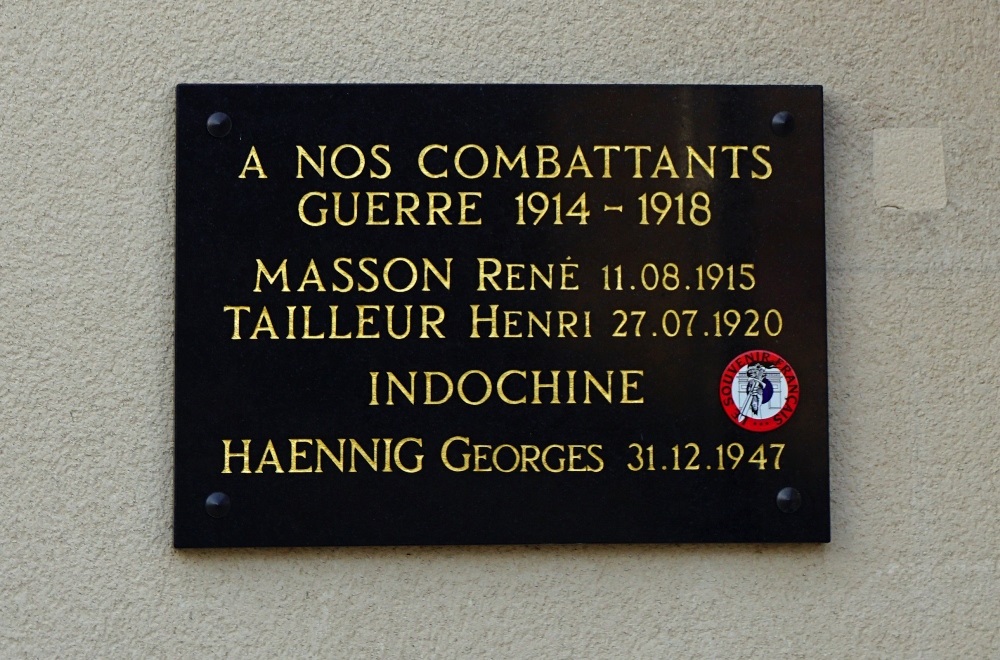 A NOS COMBATTANTS
GUERRE 1914 - 1918
MASSON RENÉ 11.08.1915
TAILLEUR HENRI 27.07.1920
INDOCHINE
LE SOUVENIR FRANÇAIS
HAENNIG GEORGES 31.12.1947